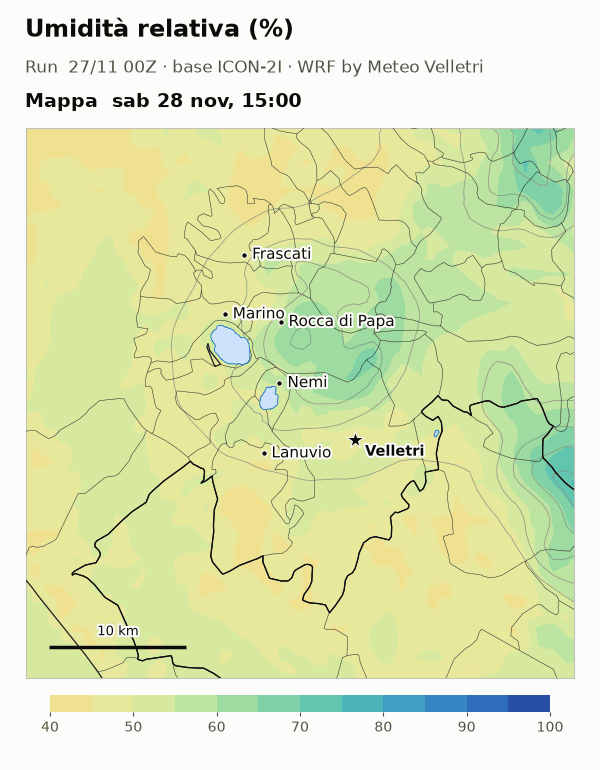 Umidità relativa (%)
Run  27/11 00Z · base ICON-2I · WRF by Meteo Velletri
Mappa  sab 28 nov, 15:00
Frascati
Marino
Rocca di Papa
Nemi
Lanuvio
Velletri
10 km
40 50 60 70 80 90 100